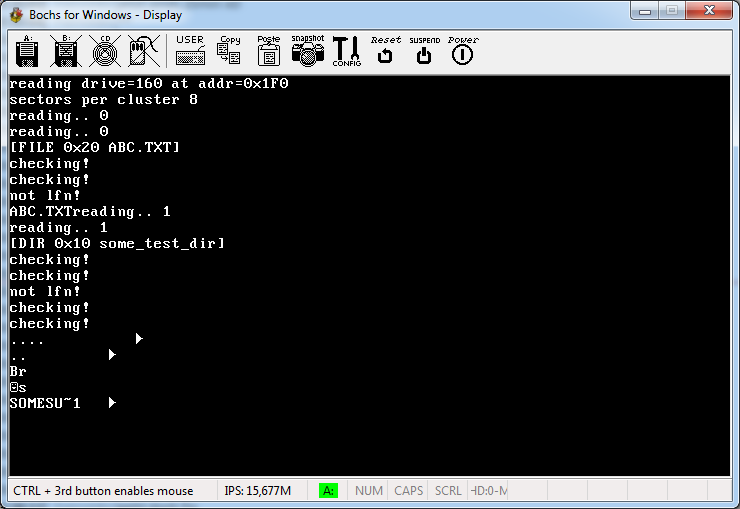 Bochs for Windows - Display
A: B: CD USER Copy Paste snapshot CONFIG Reset SUSPEND Power
reading drive=160 at addr=0x1F0
sectors per cluster 8
reading.. 0
reading.. 0
[FILE 0x20 ABC.TXT]
checking!
checking!
not lfn!
ABC.TXTreading.. 1
reading.. 1
[DIR 0x10 some_test_dir]
checking!
checking!
not lfn!
checking!
checking!
....
..
Br
☺s
SOMESU~1
CTRL + 3rd button enables mouse IPS: 15,677M A: NUM CAPS SCRL HD:0-M